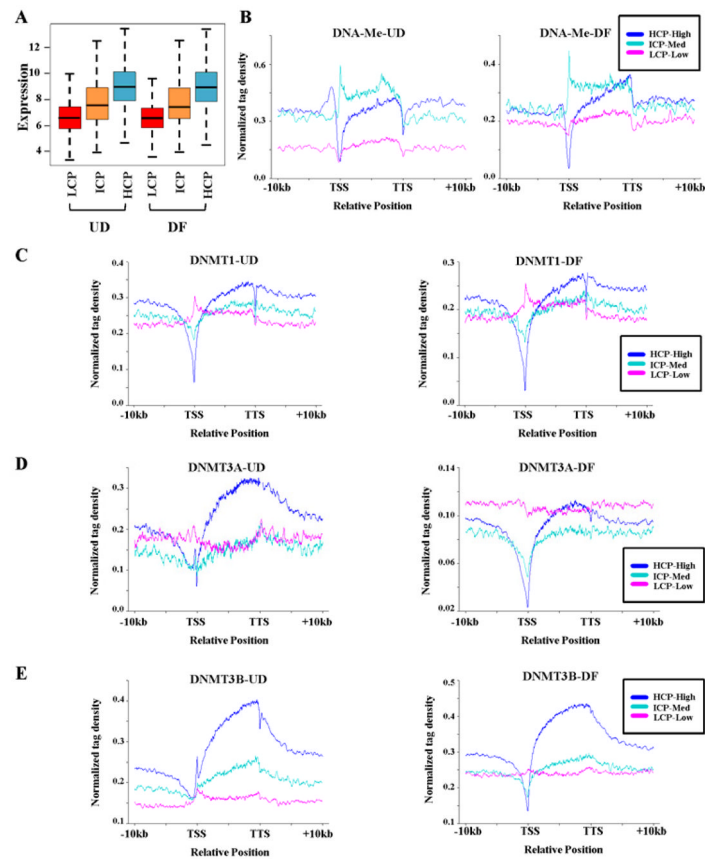 A
Expression
12
10
8
6
4
LCP ICP HCP LCP ICP HCP
UD DF
B
DNA-Me-UD
Normalized tag density
0.6
0.3
0.0
-10kb TSS TTS +10kb
Relative Position
DNA-Me-DF
0.4
0.2
0.0
-10kb TSS TTS +10kb
Relative Position
HCP-High
ICP-Med
LCP-Low
C
DNMT1-UD
Normalized tag density
0.4
0.3
0.2
0.1
0.0
-10kb TSS TTS +10kb
Relative Position
DNMT1-DF
Normalized tag density
0.3
0.2
0.1
0.0
-10kb TSS TTS +10kb
Relative Position
HCP-High
ICP-Med
LCP-Low
D
DNMT3A-UD
Normalized tag density
0.3
0.2
0.1
0.0
-10kb TSS TTS +10kb
Relative Position
DNMT3A-DF
Normalized tag density
0.14
0.10
0.06
0.02
-10kb TSS TTS +10kb
Relative Position
HCP-High
ICP-Med
LCP-Low
E
DNMT3B-UD
Normalized tag density
0.4
0.3
0.2
0.1
-10kb TSS TTS +10kb
Relative Position
DNMT3B-DF
Normalized tag density
0.5
0.4
0.3
0.2
0.1
-10kb TSS TTS +10kb
Relative Position
HCP-High
ICP-Med
LCP-Low